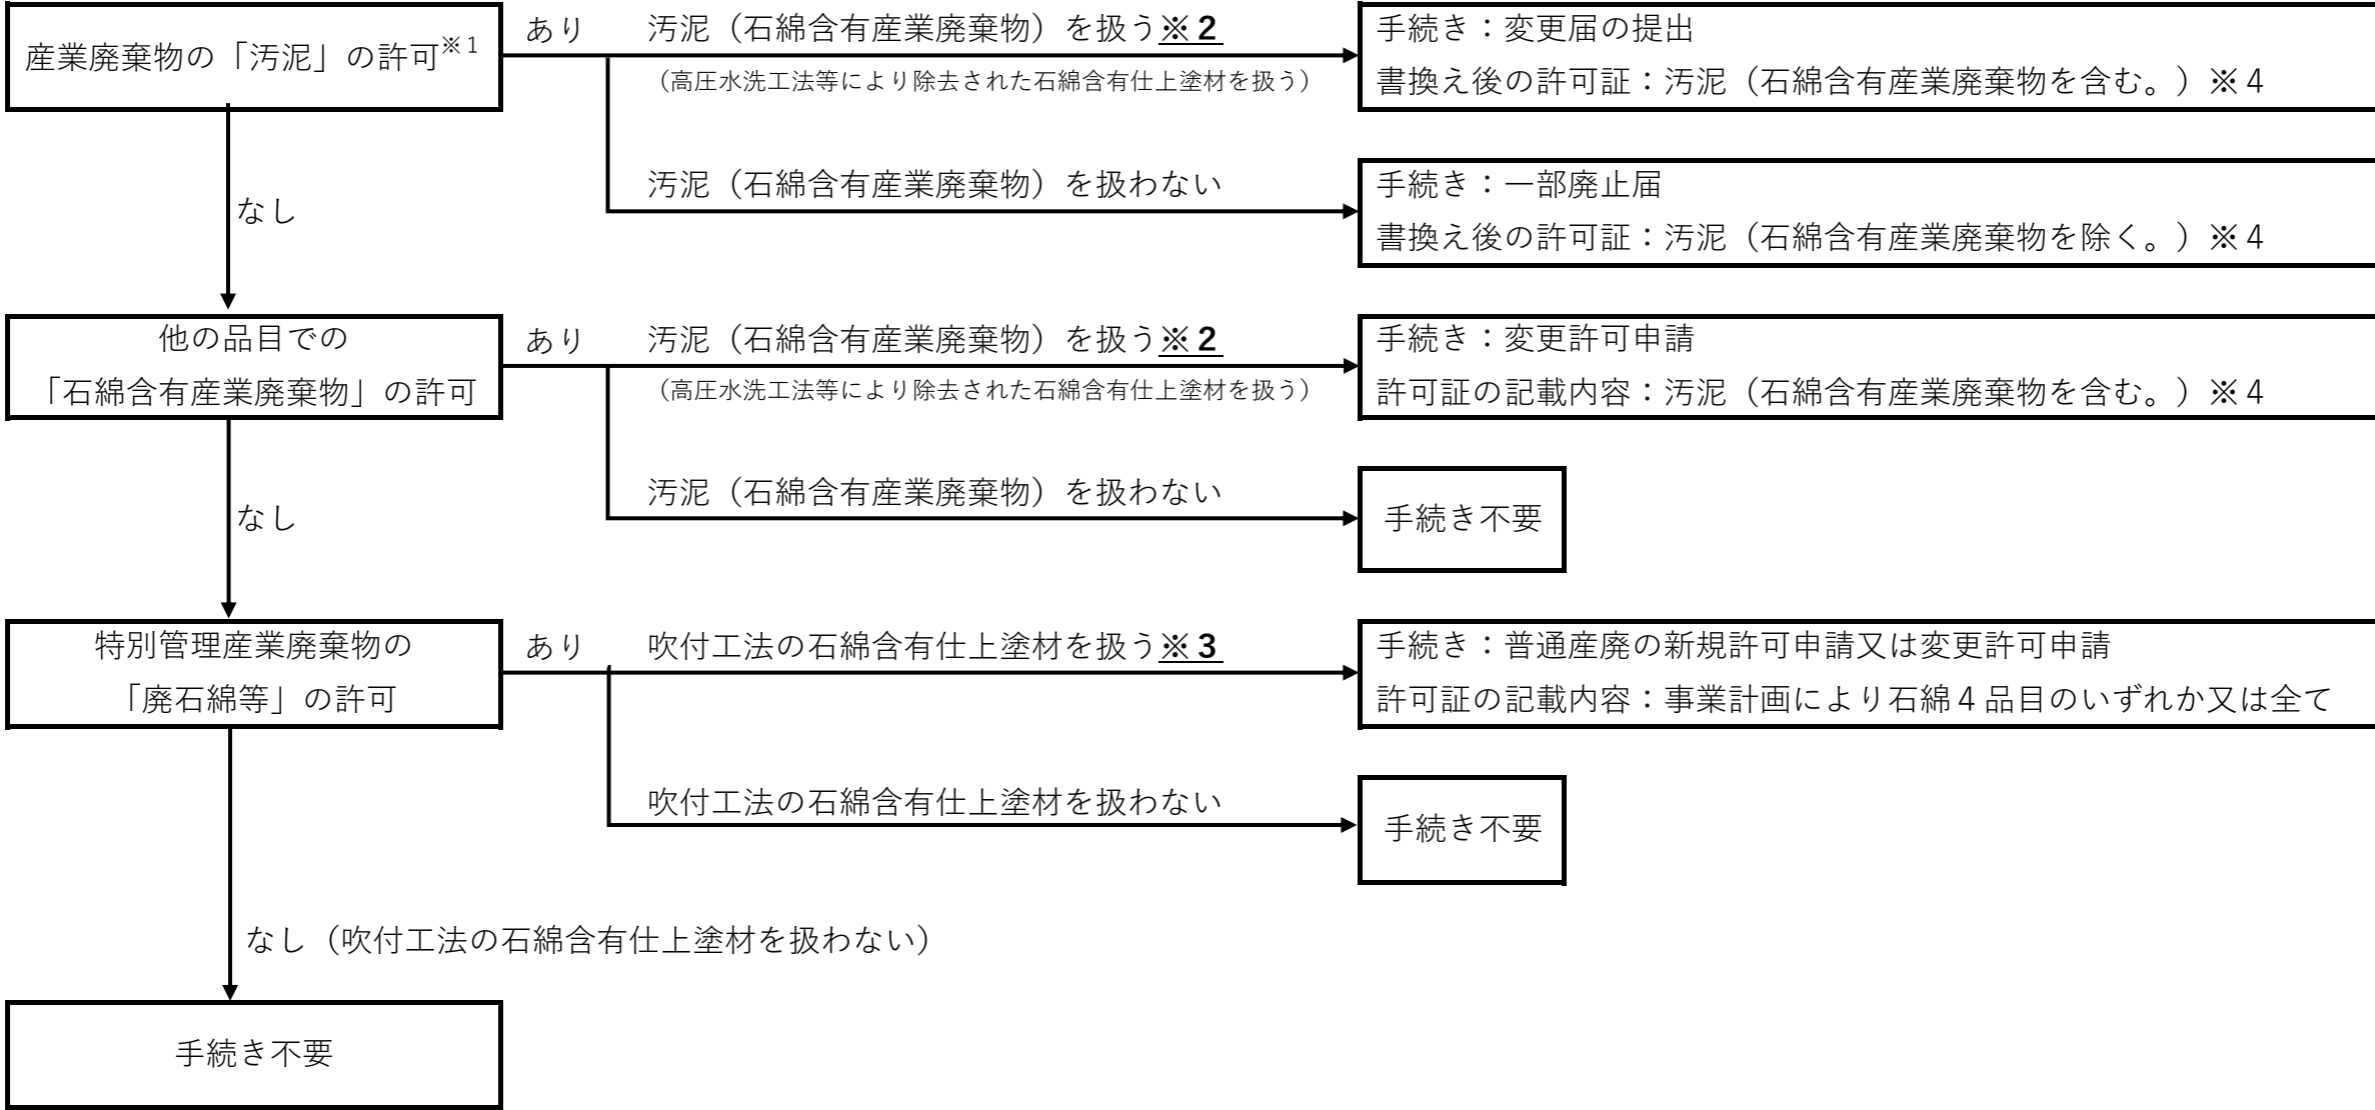 産業廃棄物の「汚泥」の許可※1
あり
汚泥（石綿含有産業廃棄物）を扱う※2
（高圧水洗工法等により除去された石綿含有仕上塗材を扱う）
手続き：変更届の提出
書換え後の許可証：汚泥（石綿含有産業廃棄物を含む。）※４
汚泥（石綿含有産業廃棄物）を扱わない
手続き：一部廃止届
書換え後の許可証：汚泥（石綿含有産業廃棄物を除く。）※４
なし
他の品目での
「石綿含有産業廃棄物」の許可
あり
汚泥（石綿含有産業廃棄物）を扱う※2
（高圧水洗工法等により除去された石綿含有仕上塗材を扱う）
手続き：変更許可申請
許可証の記載内容：汚泥（石綿含有産業廃棄物を含む。）※４
汚泥（石綿含有産業廃棄物）を扱わない
手続き不要
なし
特別管理産業廃棄物の
「廃石綿等」の許可
あり
吹付工法の石綿含有仕上塗材を扱う※3
手続き：普通産廃の新規許可申請又は変更許可申請
許可証の記載内容：事業計画により石綿４品目のいずれか又は全て
吹付工法の石綿含有仕上塗材を扱わない
手続き不要
なし（吹付工法の石綿含有仕上塗材を扱わない）
手続き不要